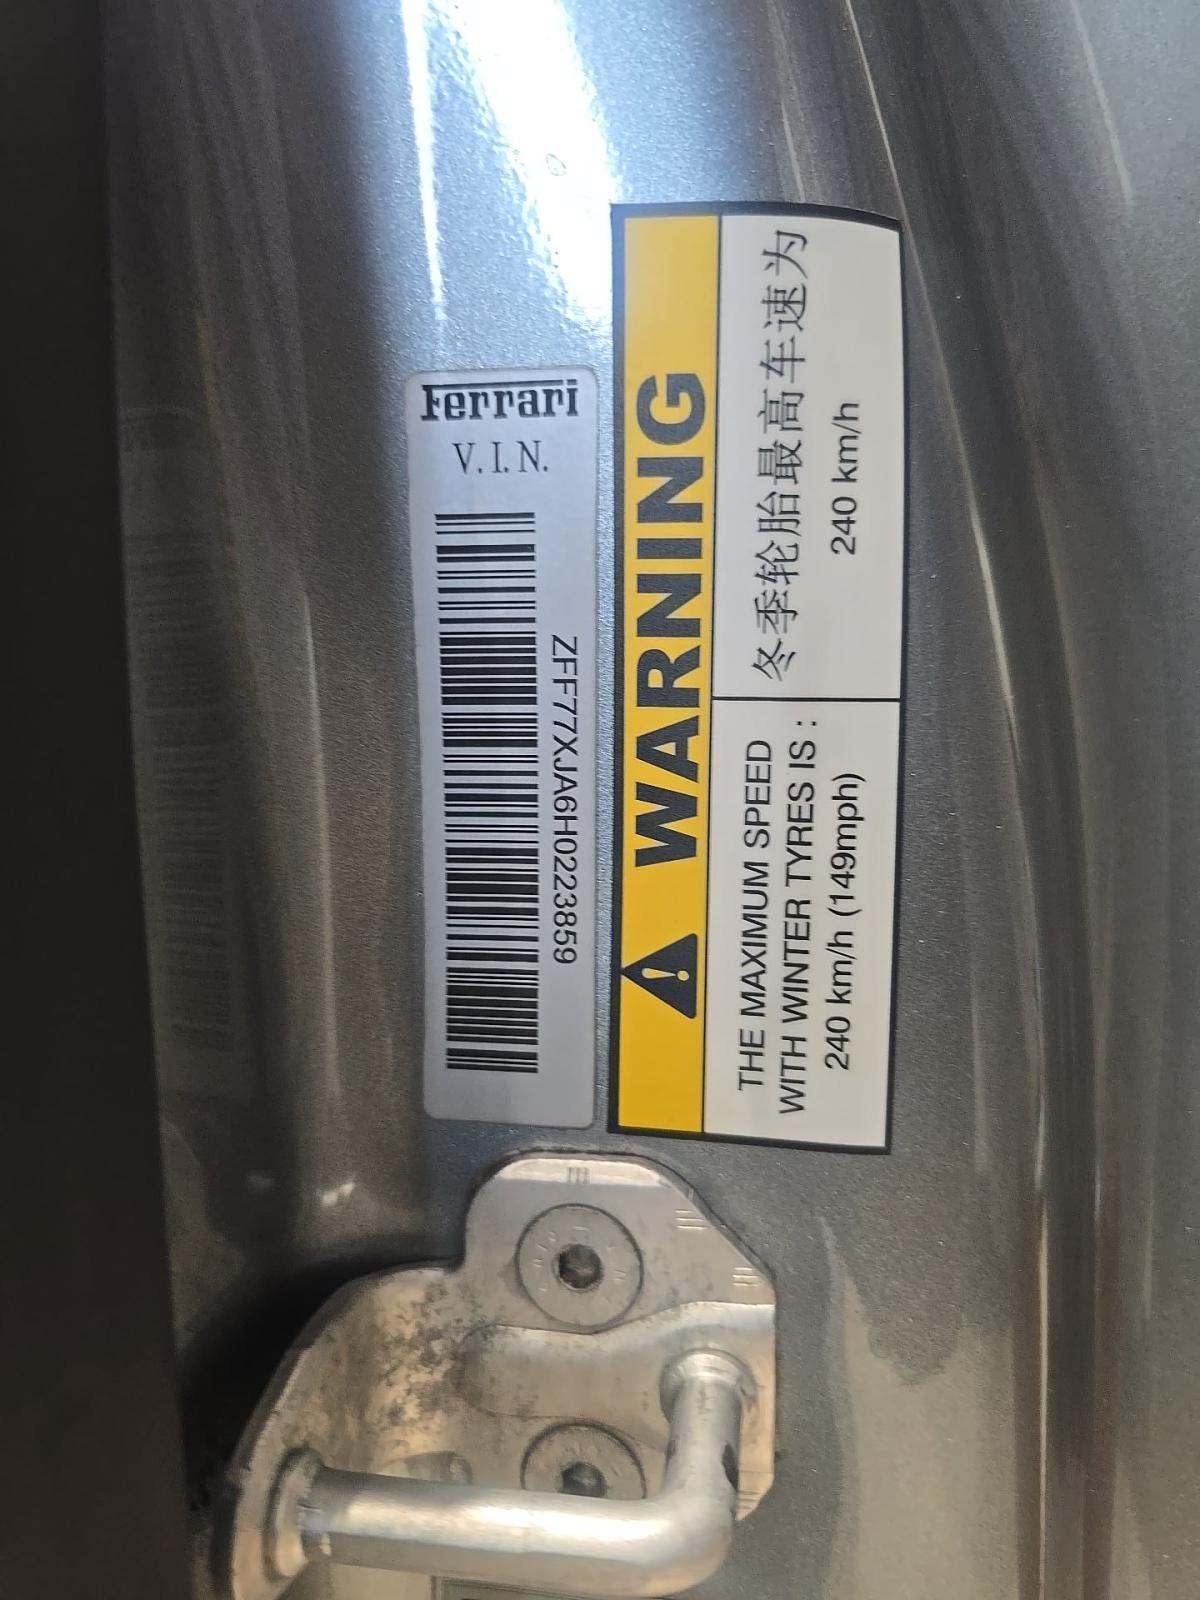 Ferrari
V.I.N.
ZFF77XJA6H0223859
WARNING
THE MAXIMUM SPEED
WITH WINTER TYRES IS :
240 km/h (149mph)
冬季轮胎最高车速为
240 km/h